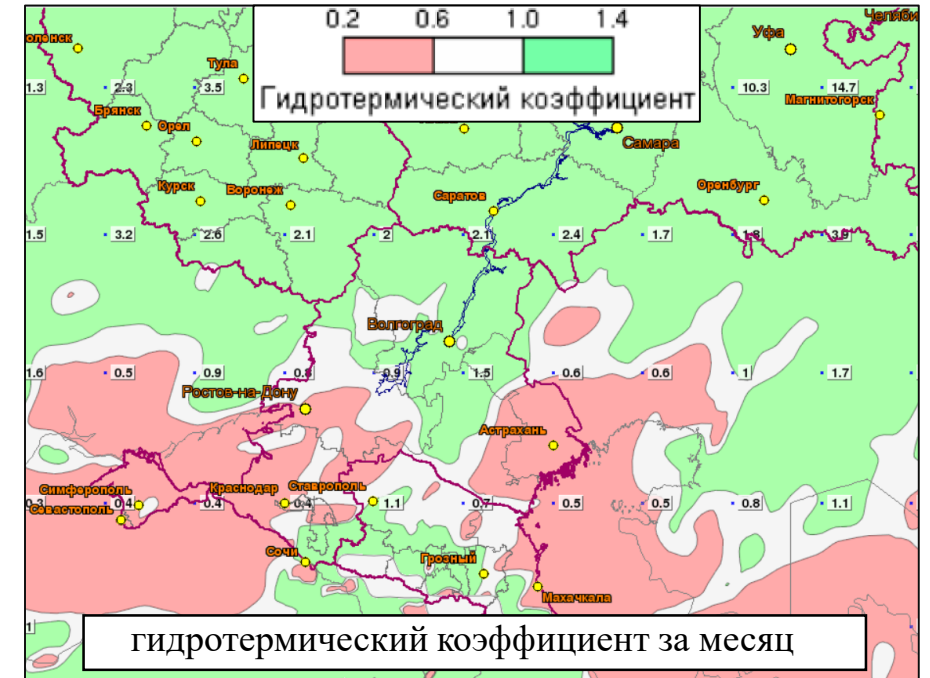 0.2 0.6 1.0 1.4
Гидротермический коэффициент
Челяби
оленск
Уфа
Тула
1.3 2.3 3.5 10.3 14.7
Магнитогорск
Брянск
Орел
Самара
Липецк
Курск
Воронеж
Оренбург
Саратов
1.5 3.2 2.6 2.1 2 2.1 2.4 1.7 1.8 3.9
Волгоград
1.6 0.5 0.9 0.8 0.9 1.5 0.6 0.6 1 1.7
Ростов-на-Дону
Астрахань
Симферополь
Краснодар
Ставрополь
0.3 0.4 0.4 0.4 1.1 0.7 0.5 0.5 0.8 1.1
Севастополь
Сочи
Грозный
Махачкала
1
гидротермический коэффициент за месяц